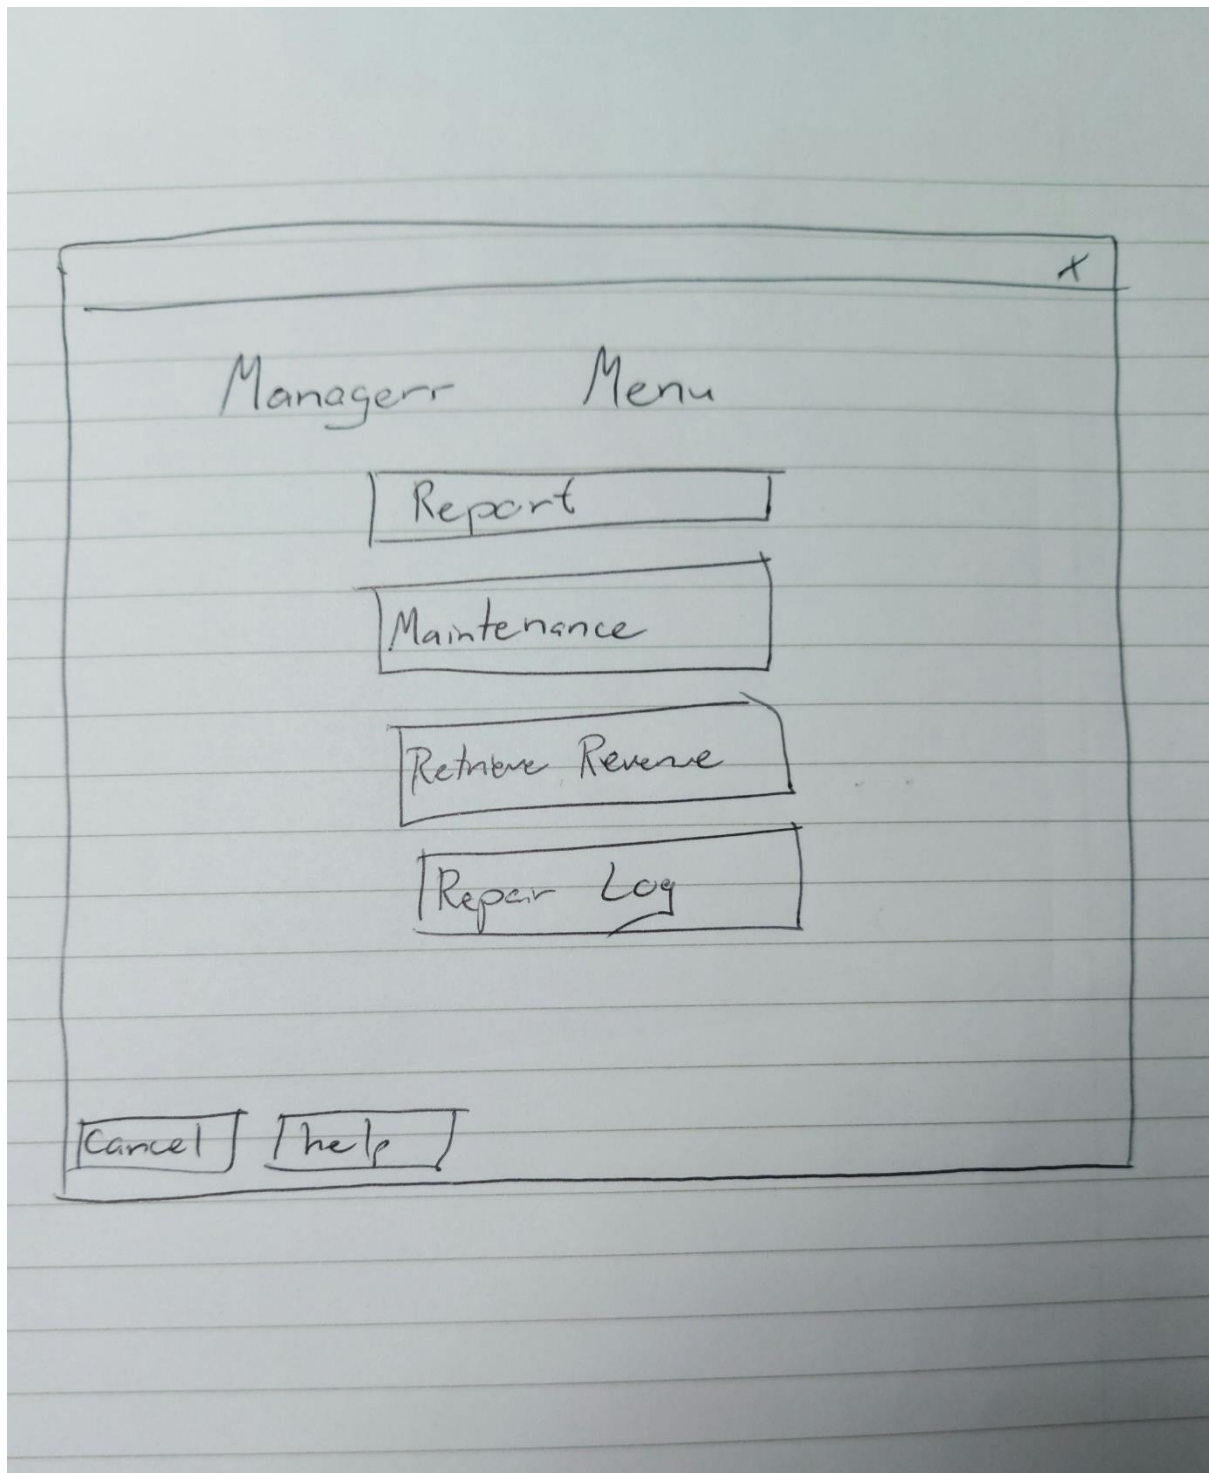 X
Managerr Menu
Report
Maintenance
Retrieve Revenue
Repair Log
Cancel help